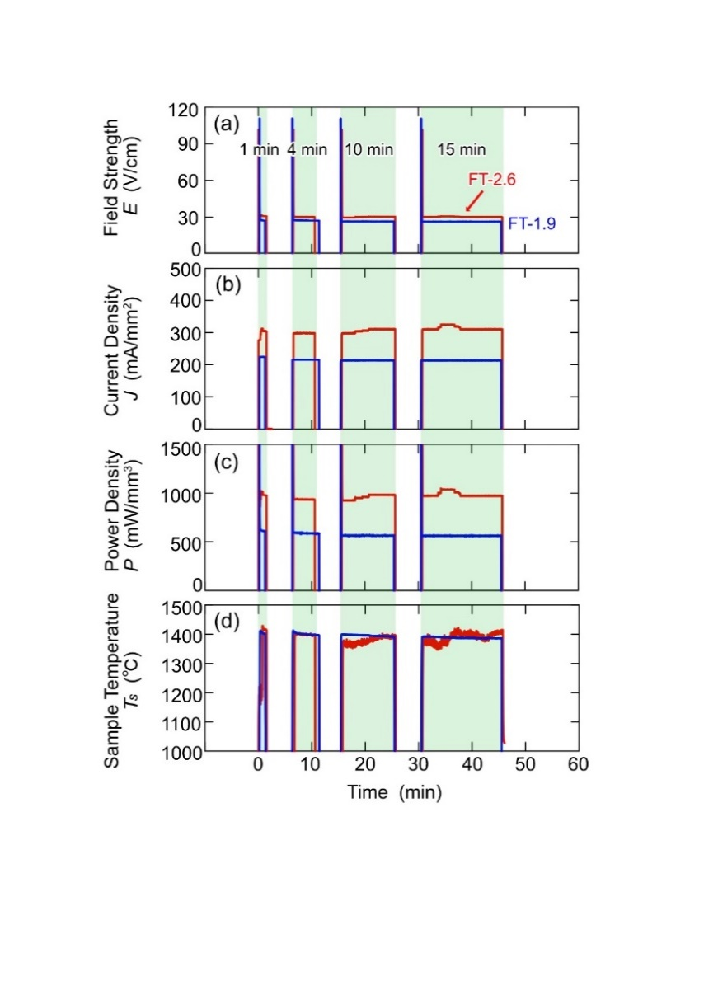 120
90
60
30
0
Field Strength
E (V/cm)
(a)
1 min 4 min 10 min 15 min
FT-2.6
FT-1.9
500
400
300
200
100
0
Current Density
J (mA/mm²)
(b)
1500
1000
500
0
Power Density
P (mW/mm³)
(c)
1500
1400
1300
1200
1100
1000
Sample Temperature
Ts (°C)
(d)
0 10 20 30 40 50 60
Time (min)